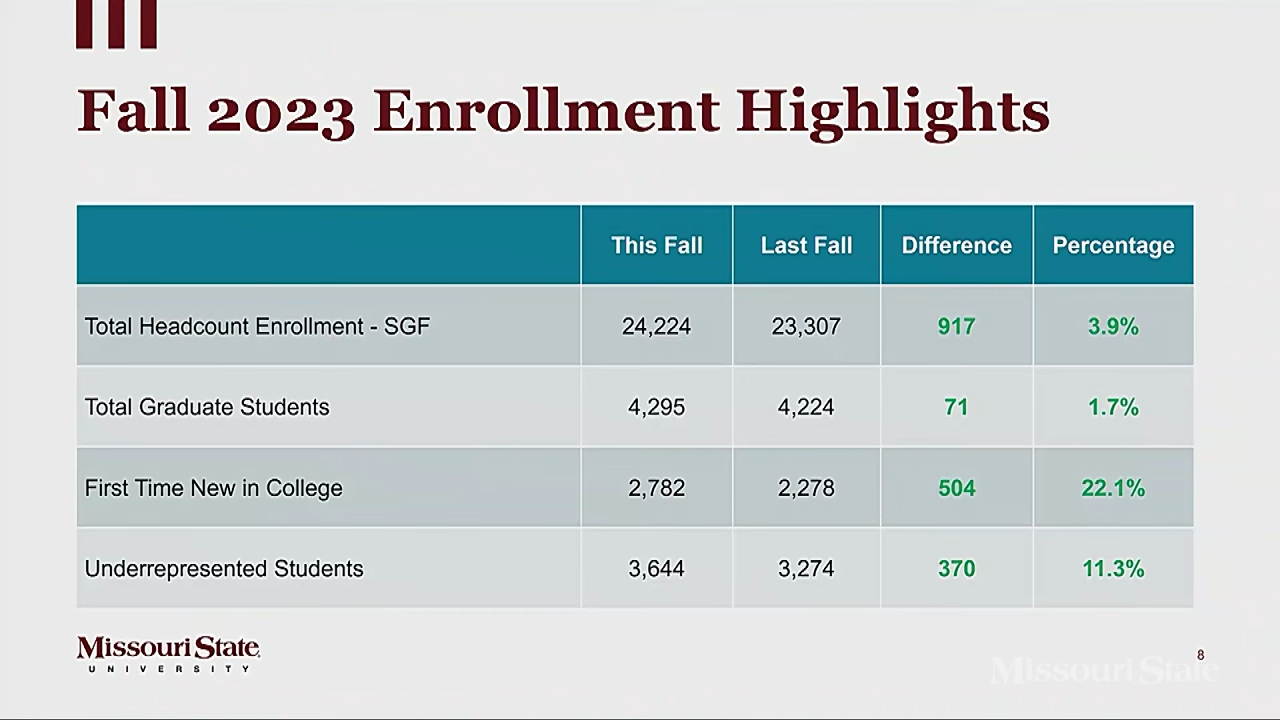 Fall 2023 Enrollment Highlights
This Fall Last Fall Difference Percentage
Total Headcount Enrollment - SGF 24,224 23,307 917 3.9%
Total Graduate Students 4,295 4,224 71 1.7%
First Time New in College 2,782 2,278 504 22.1%
Underrepresented Students 3,644 3,274 370 11.3%
Missouri State
UNIVERSITY
8
Missouri State